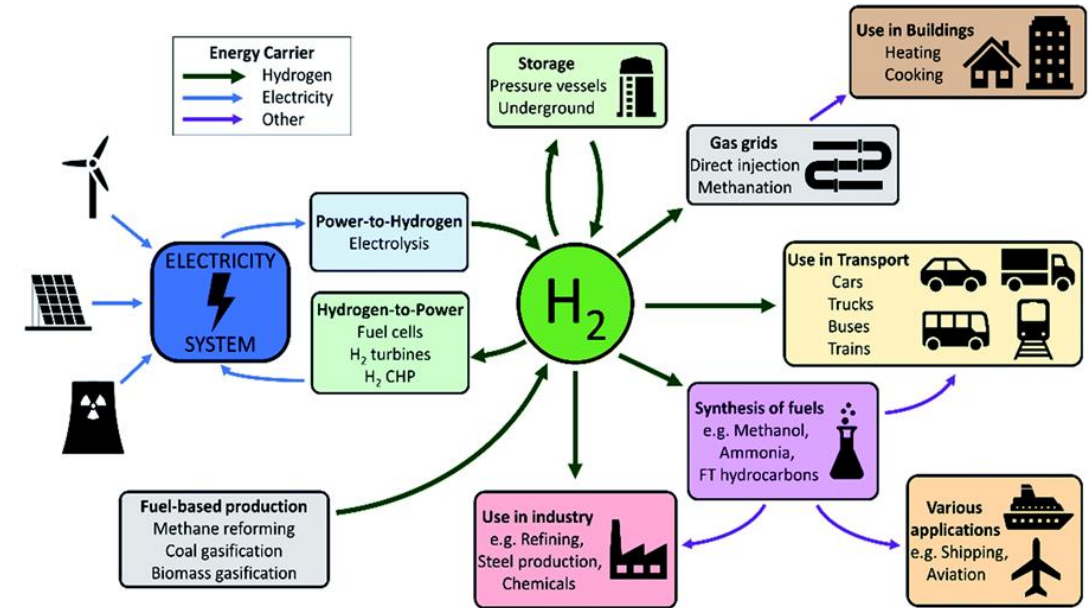 Energy Carrier
Hydrogen
Electricity
Other
Storage
Pressure vessels
Underground
Use in Buildings
Heating
Cooking
Gas grids
Direct injection
Methanation
Power-to-Hydrogen
Electrolysis
ELECTRICITY
SYSTEM
Hydrogen-to-Power
Fuel cells
H₂ turbines
H₂ CHP
H₂
Use in Transport
Cars
Trucks
Buses
Trains
Synthesis of fuels
e.g. Methanol,
Ammonia,
FT hydrocarbons
Fuel-based production
Methane reforming
Coal gasification
Biomass gasification
Use in industry
e.g. Refining,
Steel production,
Chemicals
Various
applications
e.g. Shipping,
Aviation